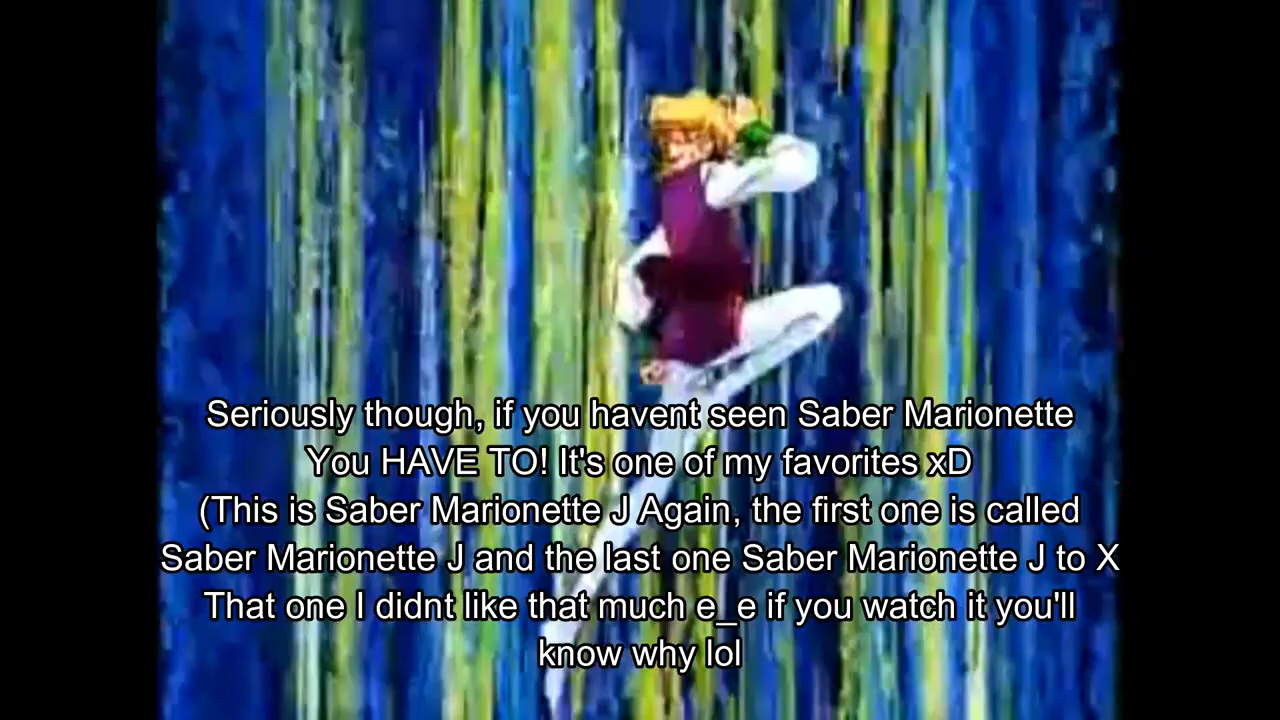 Seriously though, if you havent seen Saber Marionette
You HAVE TO! It's one of my favorites xD
(This is Saber Marionette J Again, the first one is called
Saber Marionette J and the last one Saber Marionette J to X
That one I didnt like that much e_e if you watch it you'll
know why lol